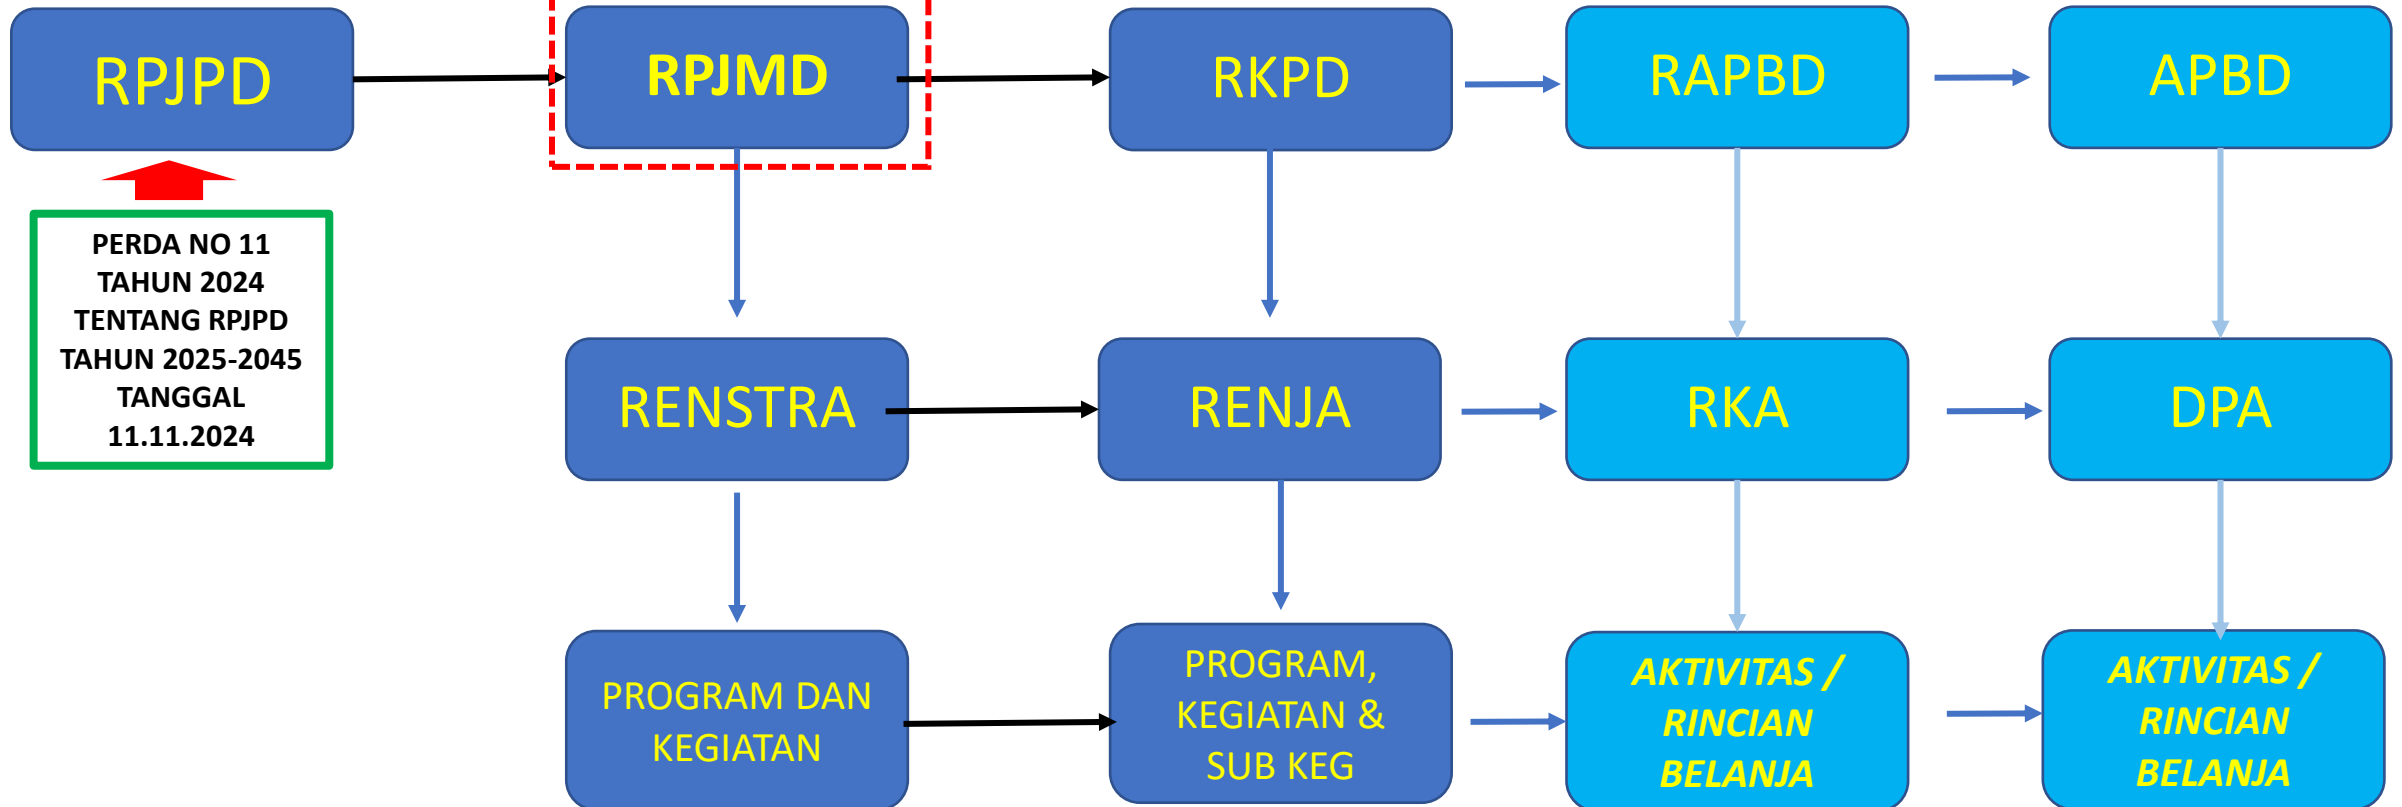 RPJPD
RPJMD
RKPD
RAPBD
APBD
PERDA NO 11
TAHUN 2024
TENTANG RPJPD
TAHUN 2025-2045
TANGGAL
11.11.2024
RENSTRA
RENJA
RKA
DPA
PROGRAM DAN
KEGIATAN
PROGRAM,
KEGIATAN &
SUB KEG
AKTIVITAS /
RINCIAN
BELANJA
AKTIVITAS /
RINCIAN
BELANJA